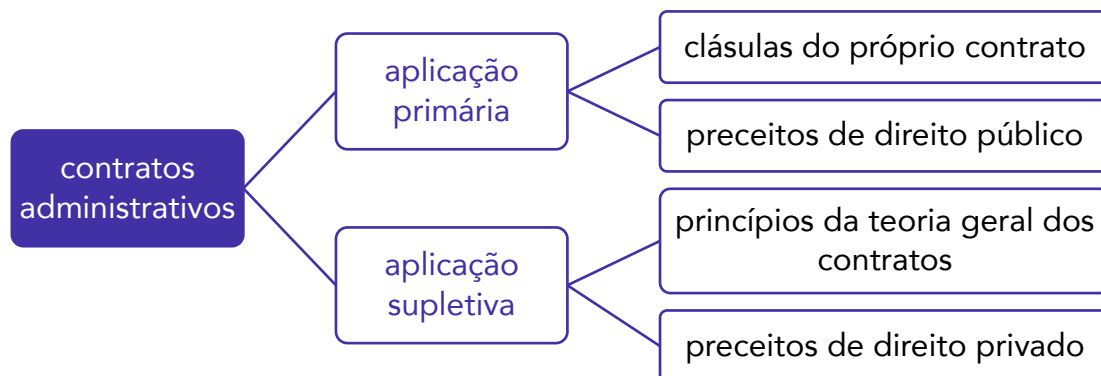 contratos
administrativos
aplicação
primária
clásulas do próprio contrato
preceitos de direito público
aplicação
supletiva
princípios da teoria geral dos
contratos
preceitos de direito privado